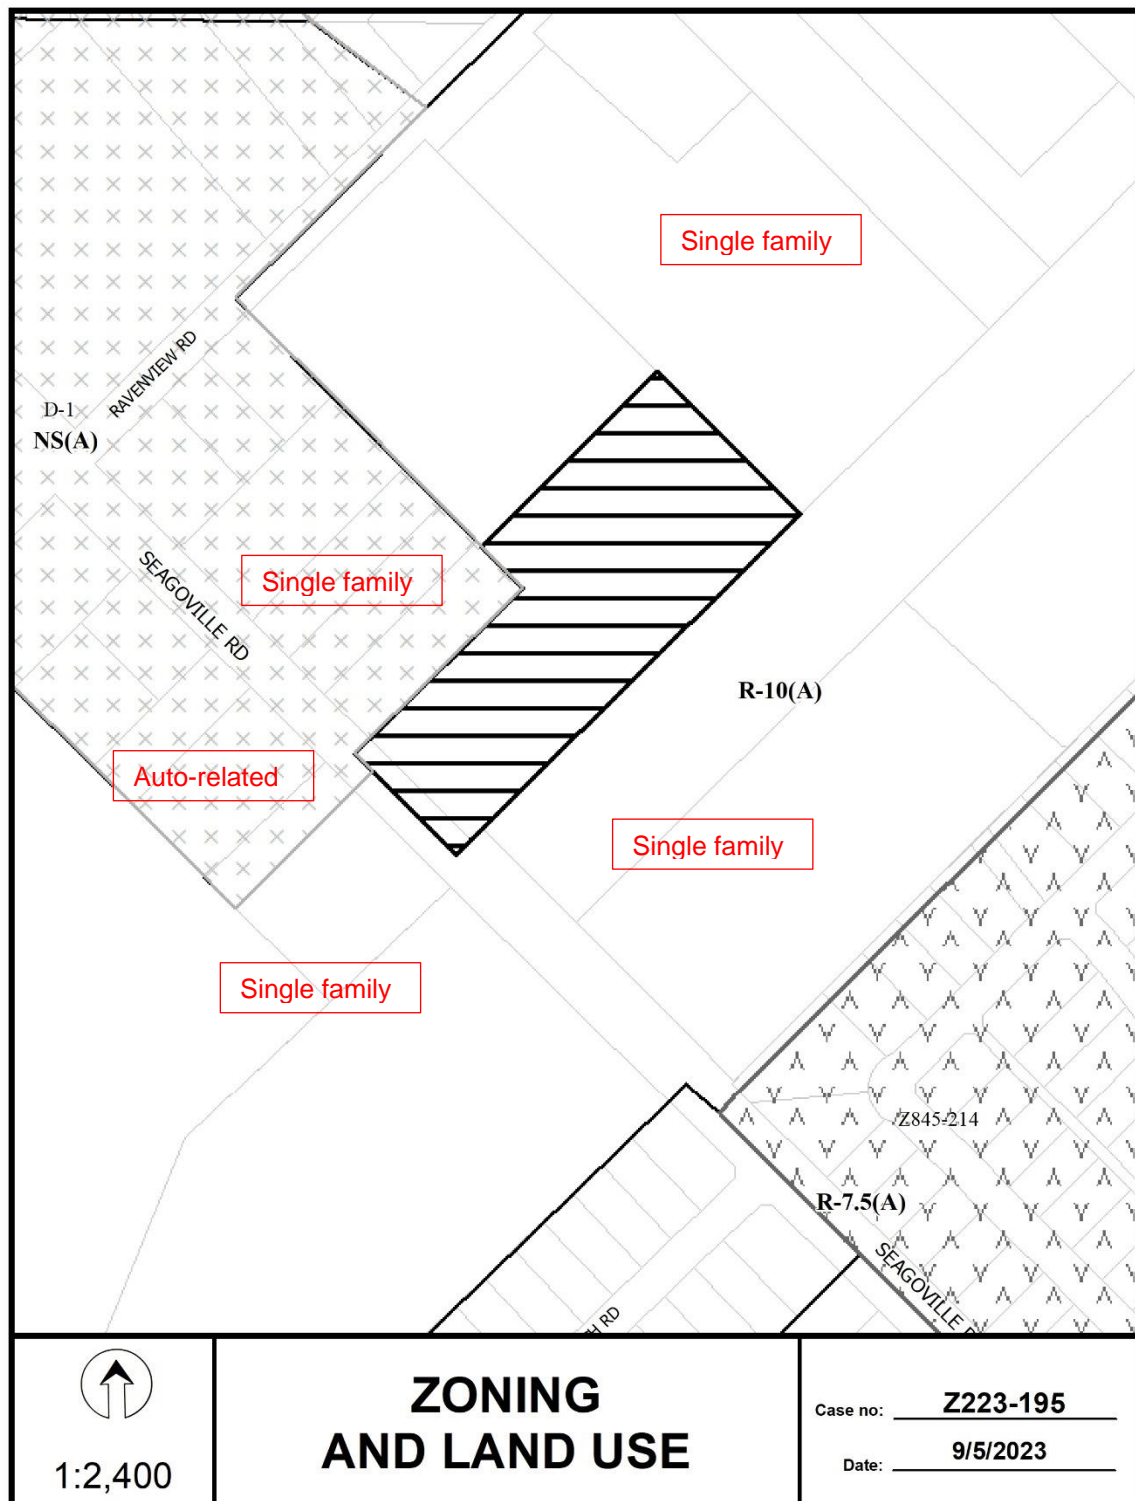 Single family
RAVENVIEW RD
D-1
NS(A)
SEAGOVILLE RD
Single family
R-10(A)
Auto-related
Single family
Single family
Z845-214
R-7.5(A)
SEAGOVILLE
RD
1:2,400
ZONING
AND LAND USE
Case no: Z223-195
Date: 9/5/2023